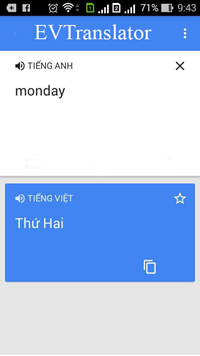 71% 9:43
EVTranslator
TIẾNG ANH
monday
TIẾNG VIỆT
Thứ Hai